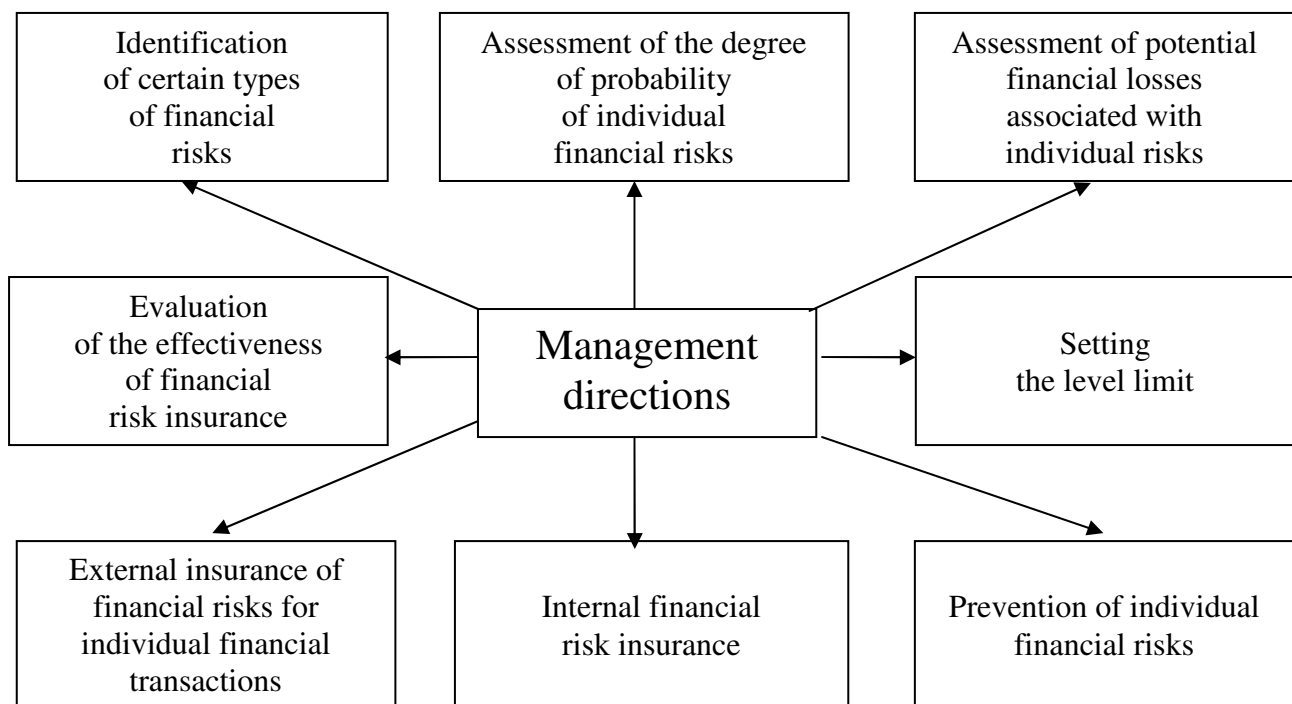 Identification
of certain types
of financial
risks
Assessment of the degree
of probability
of individual
financial risks
Assessment of potential
financial losses
associated with
individual risks
Evaluation
of the effectiveness
of financial
risk insurance
Management
directions
Setting
the level limit
External insurance of
financial risks for
individual financial
transactions
Internal financial
risk insurance
Prevention of individual
financial risks